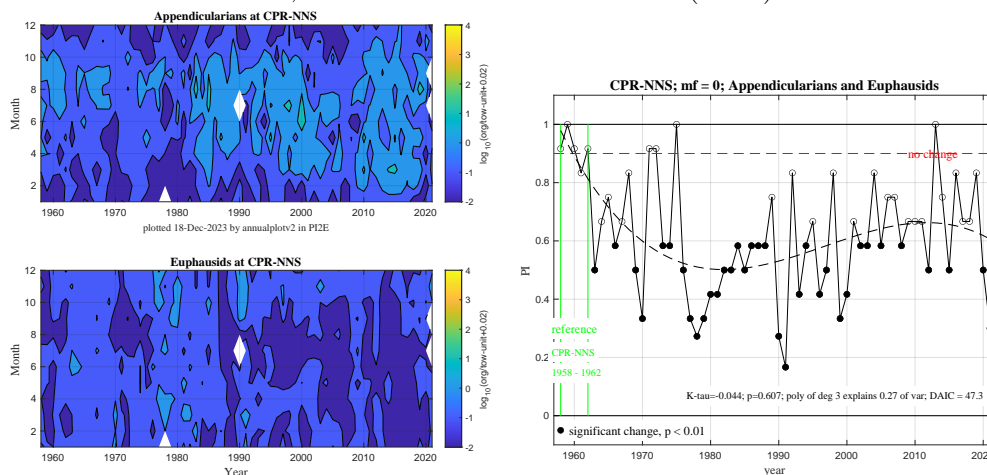 Appendicularians at CPR-NNS
12
10
8
6
4
2
Month
1960 1970 1980 1990 2000 2010 2020
plotted 18-Dec-2023 by annualplotv2 in PI2E
4
3
2
1
0
-1
-2
log10(org/tow-unit+0.02)
Euphausids at CPR-NNS
12
10
8
6
4
2
Month
1960 1970 1980 1990 2000 2010 2020
Year
4
3
2
1
0
-1
-2
log10(org/tow-unit+0.02)
CPR-NNS; mf = 0; Appendicularians and Euphausids
1
0.8
0.6
0.4
0.2
0
PI
no change
reference
CPR-NNS
1958 - 1962
K-tau=-0.044; p=0.607; poly of deg 3 explains 0.27 of var; DAIC = 47.3
significant change, p < 0.01
1960 1970 1980 1990 2000 2010 2020
year